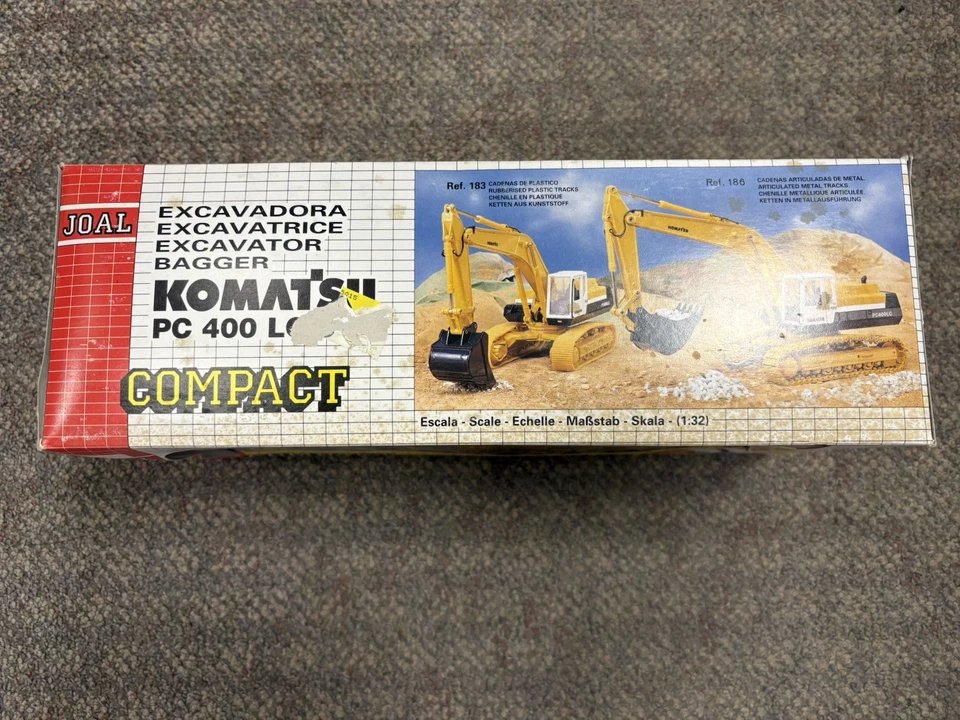 JOAL
EXCAVADORA
EXCAVATRICE
EXCAVATOR
BAGGER
KOMATSU
PC 400 LC
COMPACT
Ref. 183
CADENAS DE PLASTICO
RUBBERISED PLASTIC TRACKS
CHENILLE EN PLASTIQUE
KETTEN AUS KUNSTSTOFF
Ref. 186
CADENAS ARTICULADAS DE METAL
ARTICULATED METAL TRACKS
CHENILLE METALLIQUE ARTICULÉE
KETTEN IN METALLAUSFÜHRUNG
KOMATSU
PC400LC
Escala - Scale - Echelle - Maßstab - Skala - (1:32)